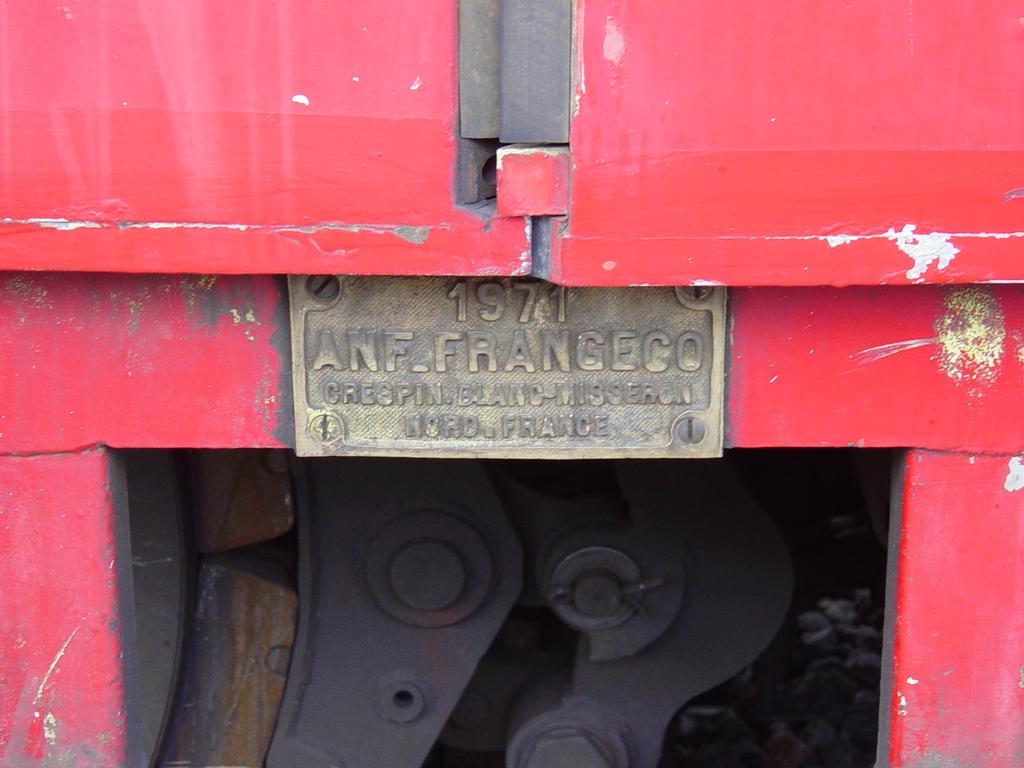 1971
ANF_FRANGECO
CRESPIN.BLANC-MISSERON
NORD.FRANCE